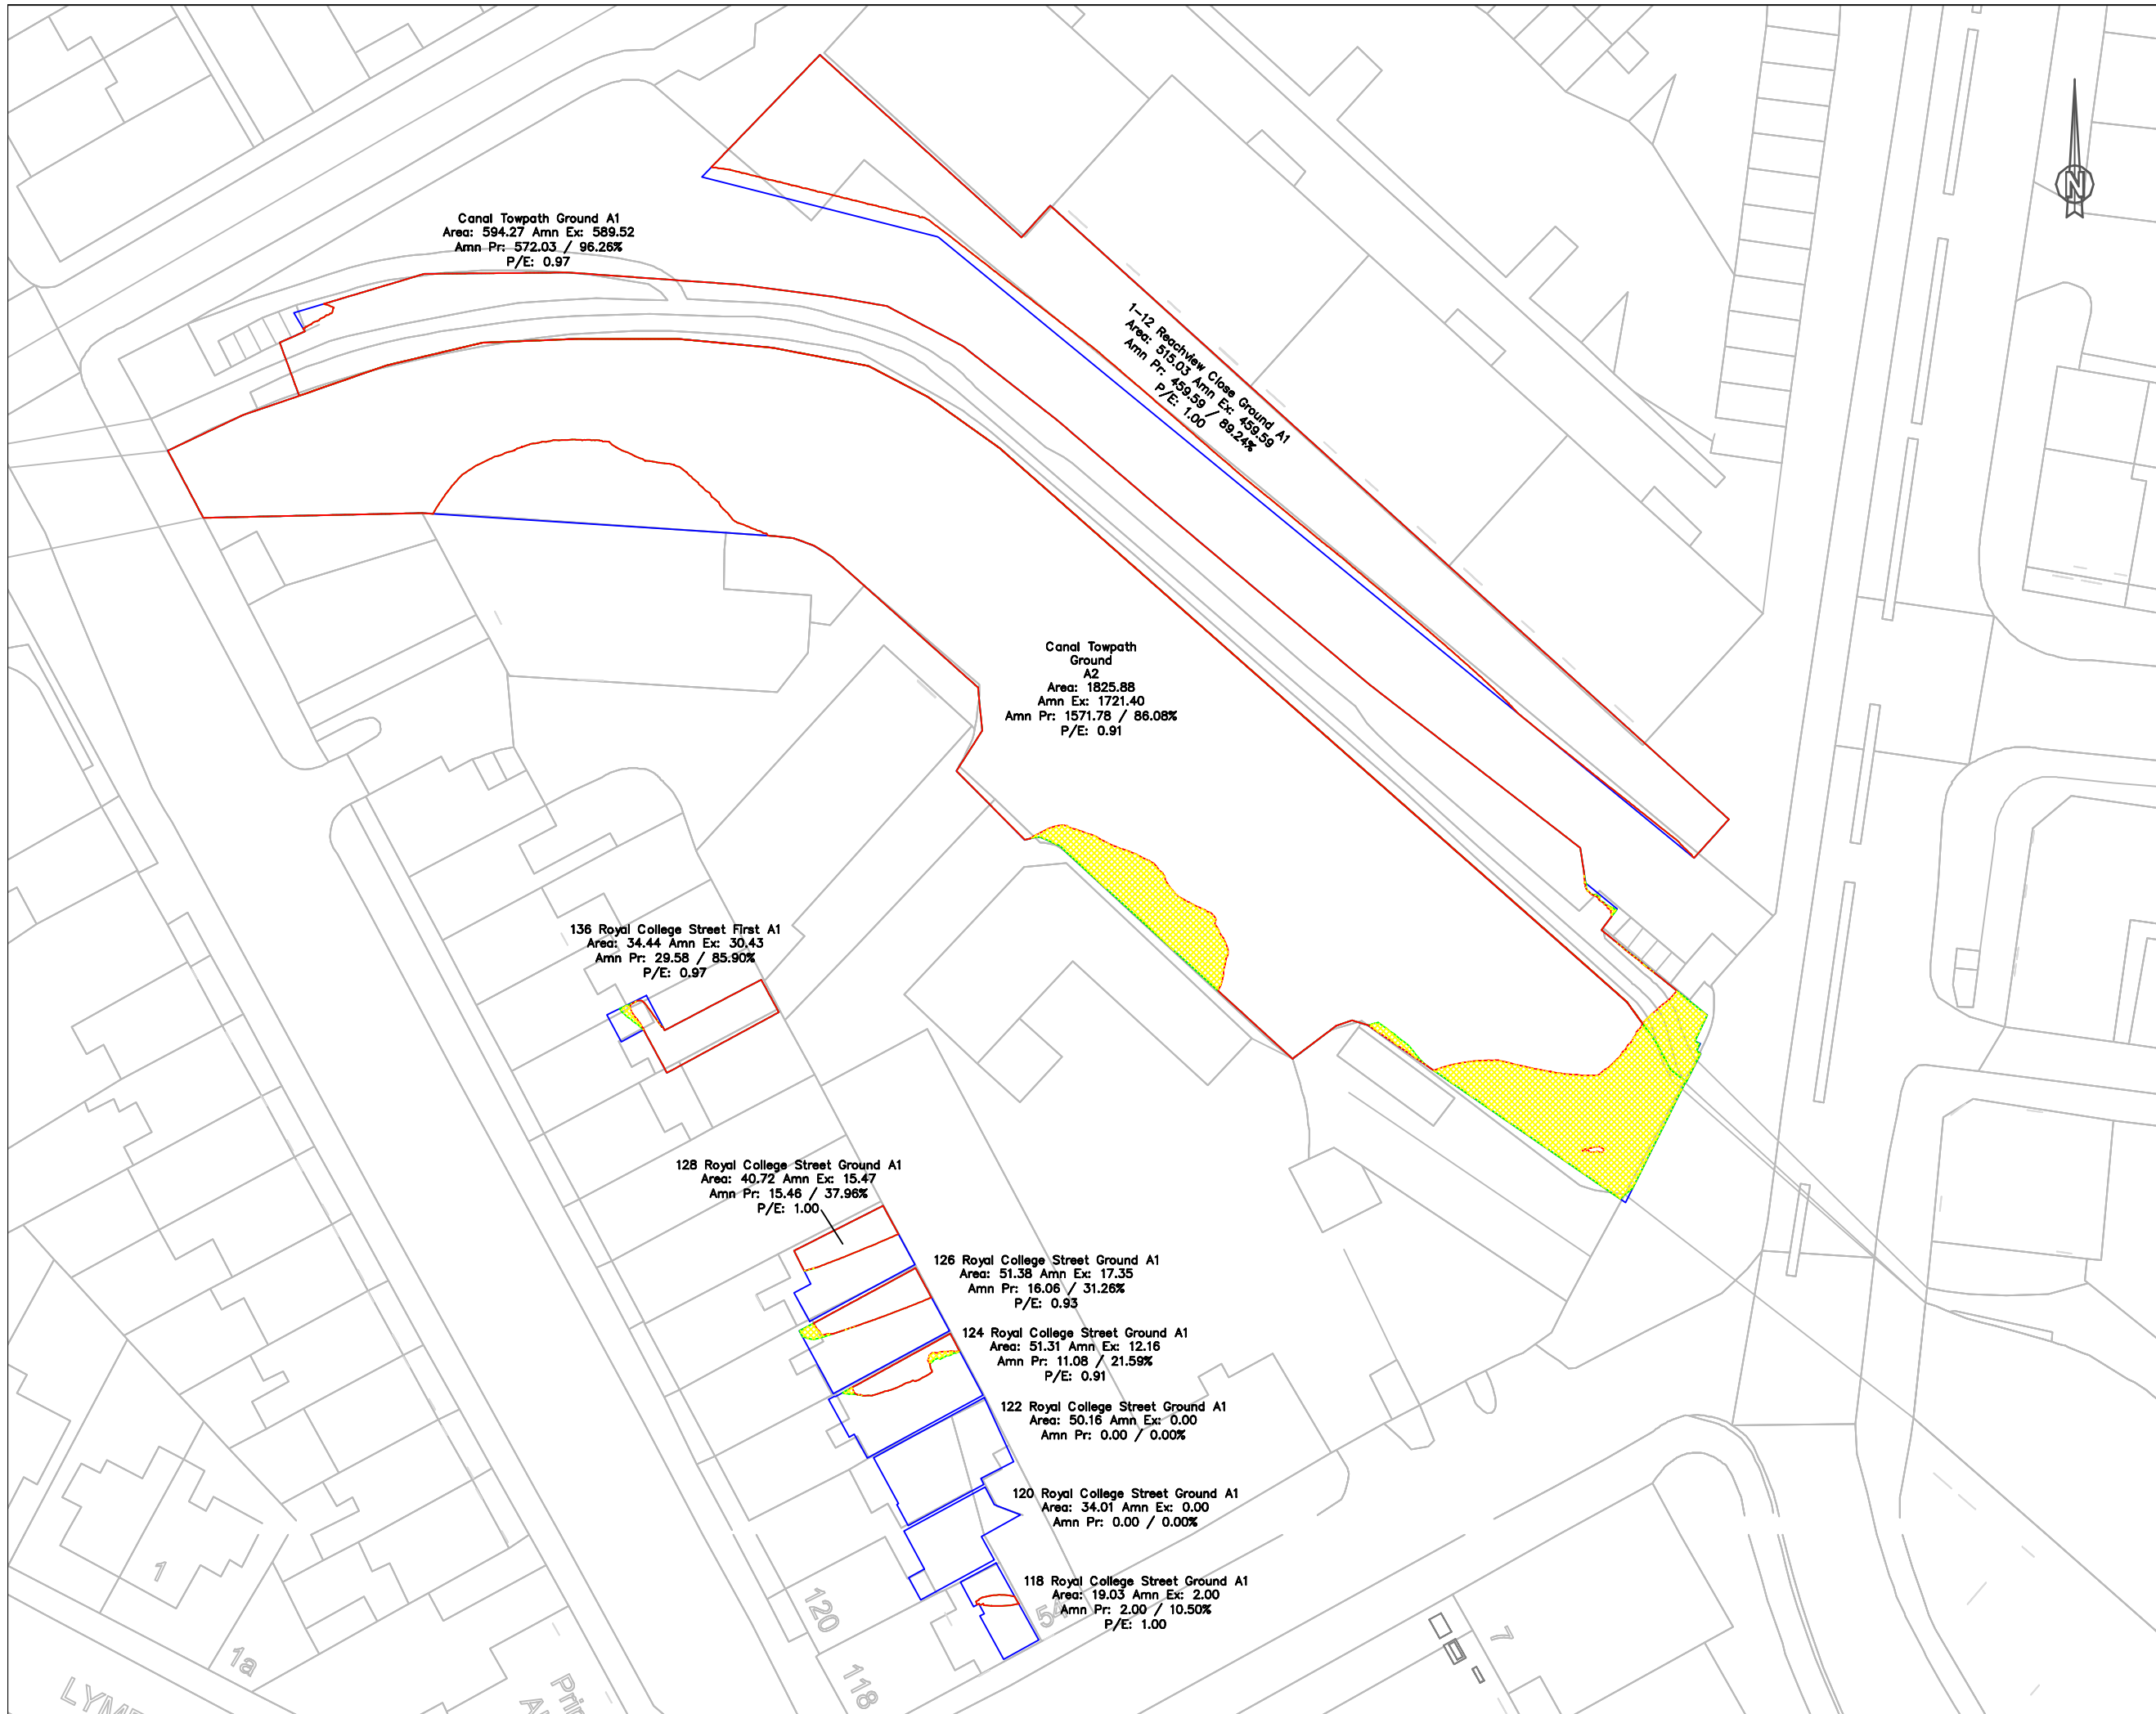 N
Canal Towpath Ground A1
Area: 594.27 Amn Ex: 589.52
Amn Pr: 572.03 / 96.26%
P/E: 0.97
1-12 Reachview Close Ground A1
Area: 515.03 Amn Ex: 459.59
Amn Pr: 459.59 / 89.24%
P/E: 1.00
Canal Towpath
Ground
A2
Area: 1825.88
Amn Ex: 1721.40
Amn Pr: 1571.78 / 86.08%
P/E: 0.91
136 Royal College Street First A1
Area: 34.44 Amn Ex: 30.43
Amn Pr: 29.58 / 85.90%
P/E: 0.97
128 Royal College Street Ground A1
Area: 40.72 Amn Ex: 15.47
Amn Pr: 15.46 / 37.96%
P/E: 1.00
126 Royal College Street Ground A1
Area: 51.38 Amn Ex: 17.35
Amn Pr: 16.06 / 31.26%
P/E: 0.93
124 Royal College Street Ground A1
Area: 51.31 Amn Ex: 12.16
Amn Pr: 11.08 / 21.59%
P/E: 0.91
122 Royal College Street Ground A1
Area: 50.16 Amn Ex: 0.00
Amn Pr: 0.00 / 0.00%
120 Royal College Street Ground A1
Area: 34.01 Amn Ex: 0.00
Amn Pr: 0.00 / 0.00%
118 Royal College Street Ground A1
Area: 19.03 Amn Ex: 2.00
Amn Pr: 2.00 / 10.50%
P/E: 1.00
1
1a
120
118
7